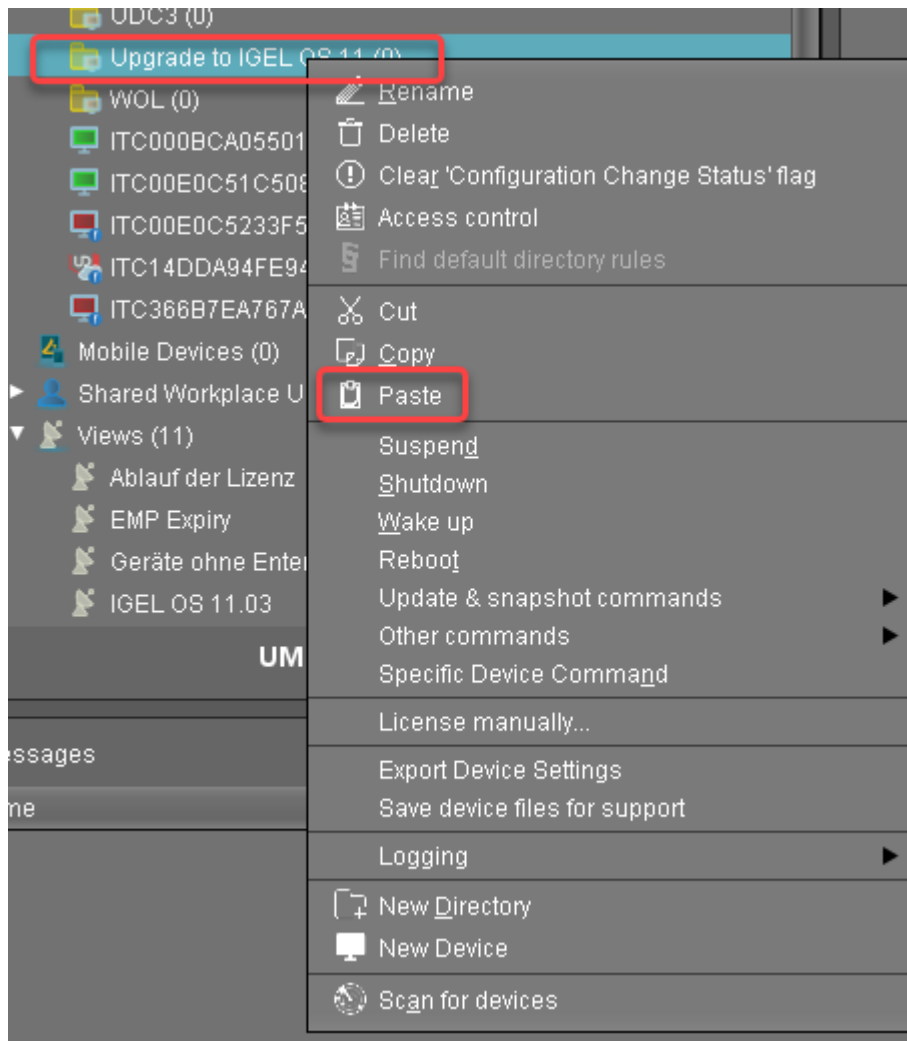 UDC3 (0)
Upgrade to IGEL OS 11 (0)
WOL (0)
ITC000BCA05501
ITC00E0C51C508
ITC00E0C5233F5
ITC14DDA94FE94
ITC366B7EA767A
Mobile Devices (0)
Shared Workplace U
Views (11)
Ablauf der Lizenz
EMP Expiry
Geräte ohne Enter
IGEL OS 11.03
UM
essages
me
Rename
Delete
Clear 'Configuration Change Status' flag
Access control
Find default directory rules
Cut
Copy
Paste
Suspend
Shutdown
Wake up
Reboot
Update & snapshot commands
Other commands
Specific Device Command
License manually...
Export Device Settings
Save device files for support
Logging
New Directory
New Device
Scan for devices